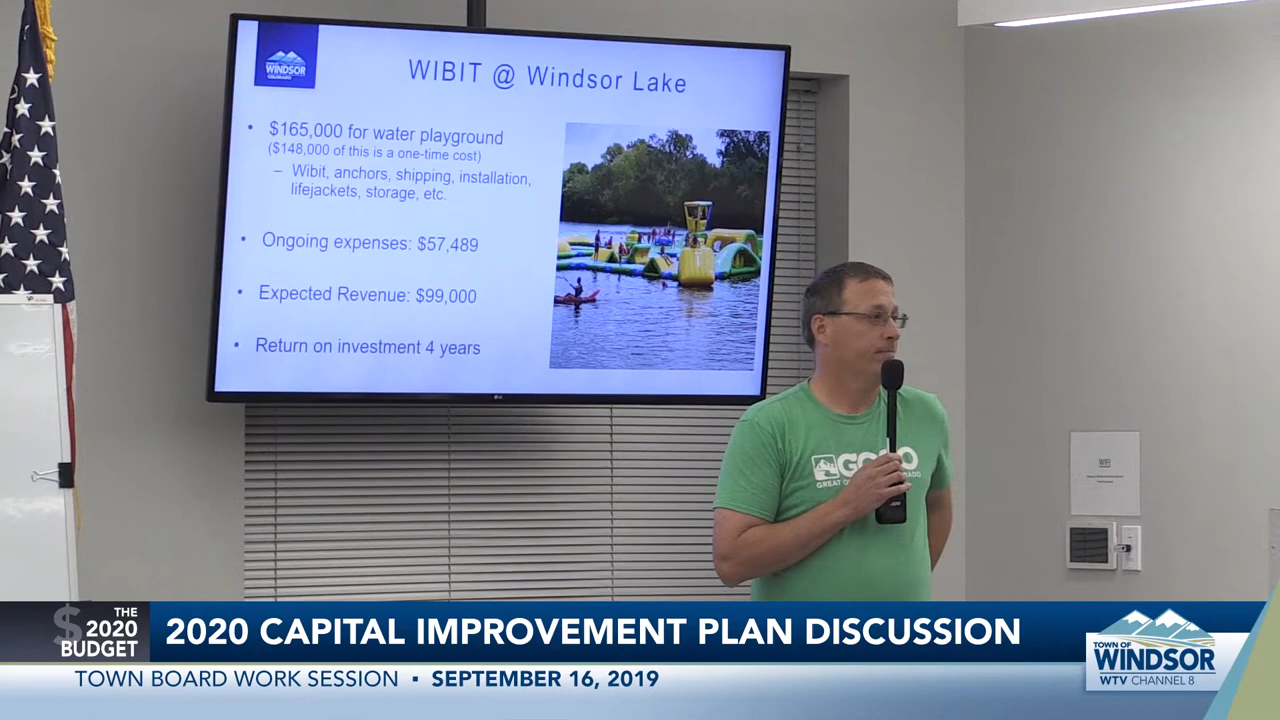 WINDSOR
COLORADO
WIBIT @ Windsor Lake
• $165,000 for water playground
($148,000 of this is a one-time cost)
– Wibit, anchors, shipping, installation,
lifejackets, storage, etc.
• Ongoing expenses: $57,489
• Expected Revenue: $99,000
• Return on investment 4 years
LG
GO O
GREAT O
WIFI
$ THE
2020
BUDGET
2020 CAPITAL IMPROVEMENT PLAN DISCUSSION
TOWN BOARD WORK SESSION ▪ SEPTEMBER 16, 2019
TOWN OF
WINDSOR
WTV CHANNEL 8